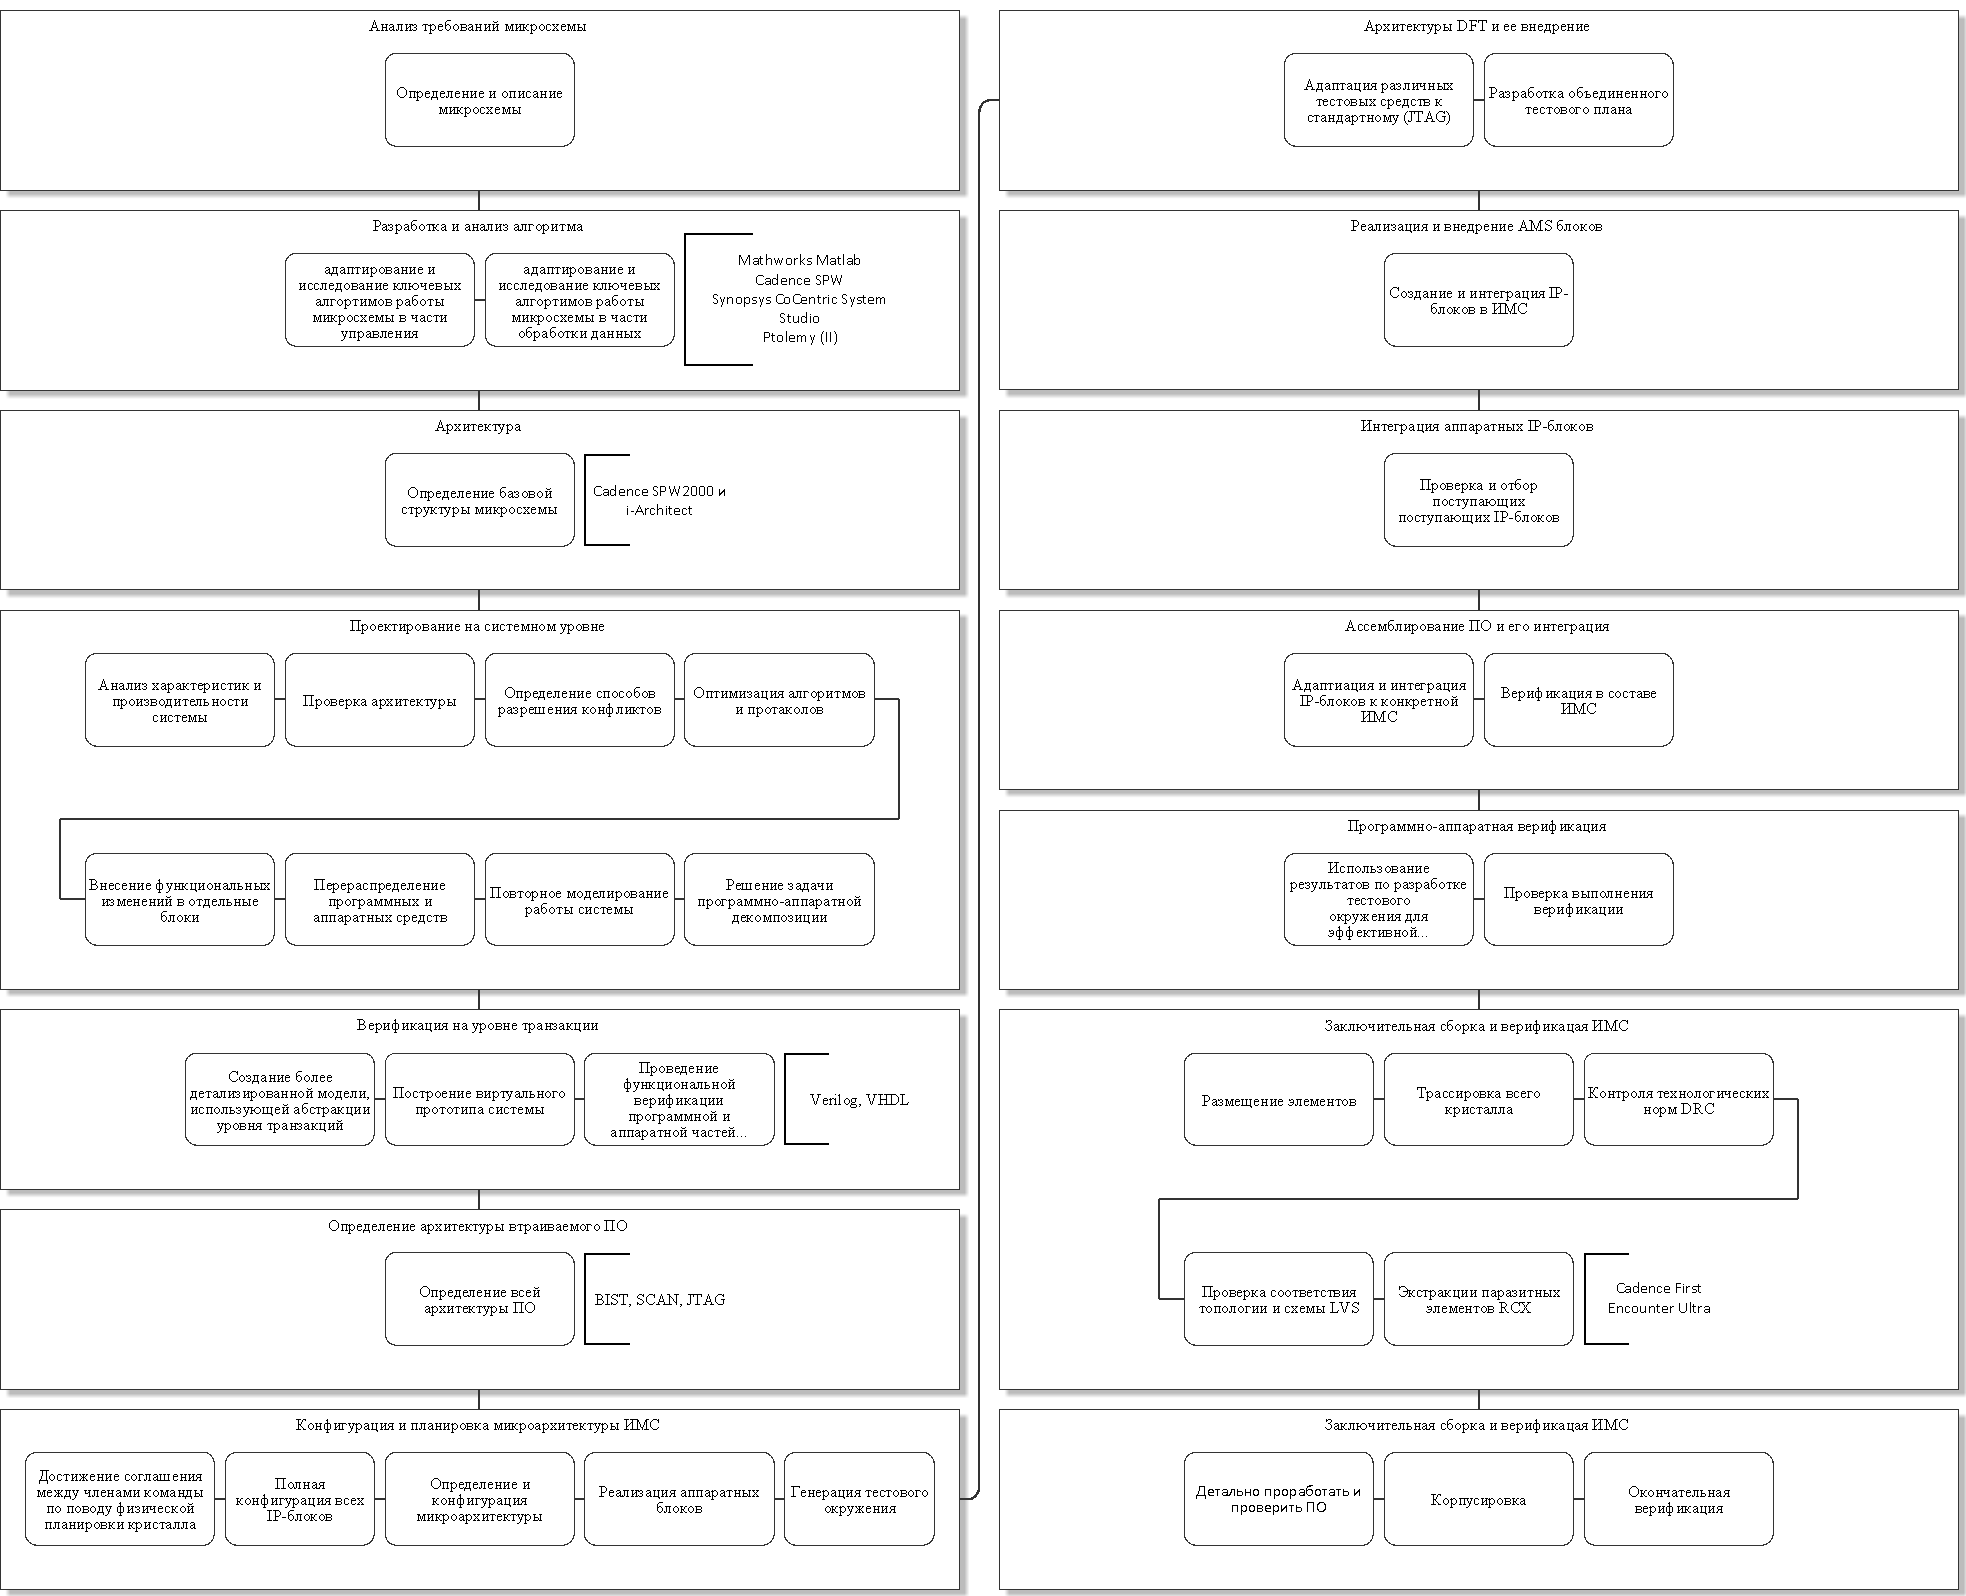 Анализ требований микросхемы
Определение и описание
микросхемы
Разработка и анализ алгоритма
адаптирование и
исследование ключевых
алгортимов работы
микросхемы в части
управления
адаптирование и
исследование ключевых
алгортимов работы
микросхемы в части
обработки данных
Mathworks Matlab
Cadence SPW
Synopsys CoCentric System
Studio
Ptolemy (II)
Архитектура
Определение базовой
структуры микросхемы
Cadence SPW2000 и
i-Architect
Проектирование на системном уровне
Анализ характеристик и
производительности
системы
Проверка архитектуры
Определение способов
разрешения конфликтов
Оптимизация алгоритмов
и протаколов
Внесение функциональных
изменений в отдельные
блоки
Перераспределение
программных и
аппаратных средств
Повторное моделирование
работы системы
Решение задачи
программно-аппаратной
декомпозиции
Верификация на уровне транзакции
Создание более
детализированной модели,
использующей абстракции
уровня транзакций
Построение виртуального
прототипа системы
Проведение
функциональной
верификации
программной и
аппаратной частей...
Verilog, VHDL
Определение архитектуры втраиваемого ПО
Определение всей
архитектуры ПО
BIST, SCAN, JTAG
Конфигурация и планировка микроархитектуры ИМС
Достижение соглашения
между членами команды
по поводу физической
планировки кристалла
Полная
конфигурация всех
IP-блоков
Определение и
конфигурация
микроархитектуры
Реализация аппаратных
блоков
Генерация тестового
окружения
Архитектуры DFT и ее внедрение
Адаптация различных
тестовых средств к
стандартному (JTAG)
Разработка объединенного
тестового плана
Реализация и внедрение AMS блоков
Создание и интеграция IP-
блоков в ИМС
Интеграция аппаратных IP-блоков
Проверка и отбор
поступающих
поступающих IP-блоков
Ассемблирование ПО и его интеграция
Адаптиация и интеграция
IP-блоков к конкретной
ИМС
Верификация в составе
ИМС
Программно-аппаратная верификация
Использование
результатов по разработке
тестового
окружения для
эффективной...
Проверка выполнения
верификации
Заключительная сборка и верификацая ИМС
Размещение элементов
Трассировка всего
кристалла
Контроля технологических
норм DRC
Проверка соответствия
топологии и схемы LVS
Экстракции паразитных
элементов RCX
Cadence First
Encounter Ultra
Заключительная сборка и верификацая ИМС
Детально проработать и
проверить ПО
Корпусировка
Окончательная
верификация